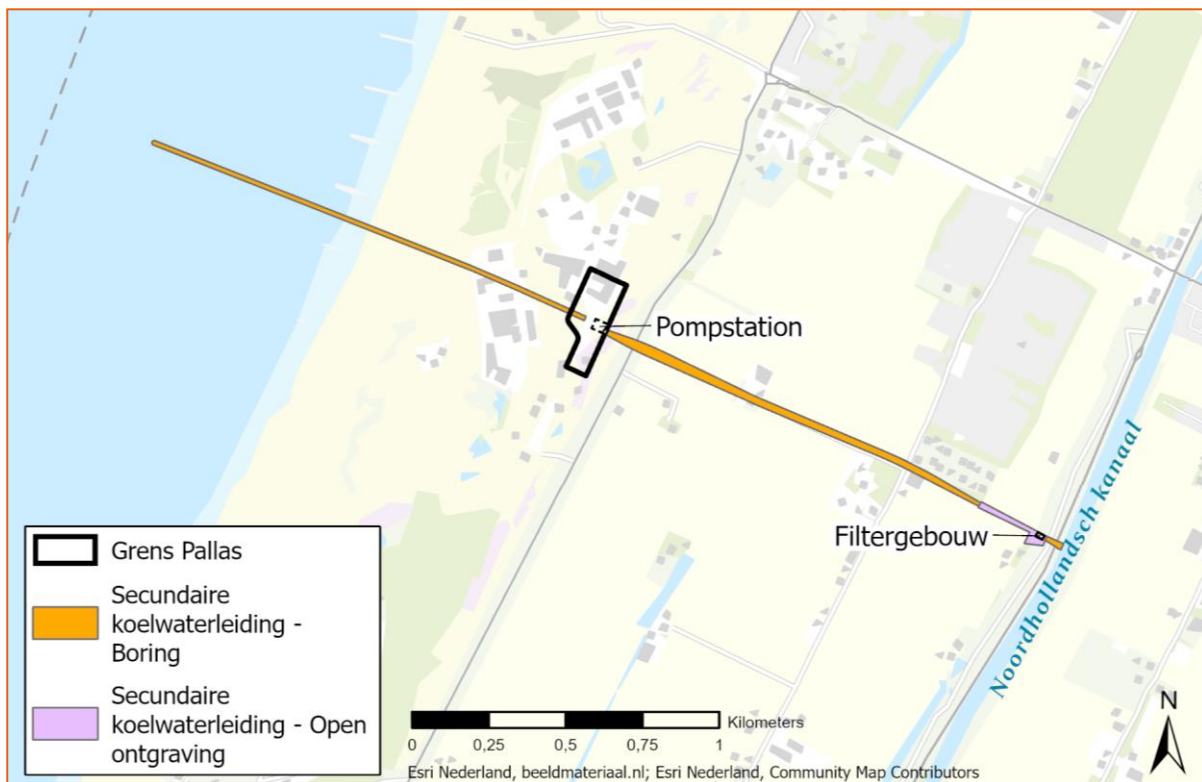 Pompstation
Filtergebouw
Noordhollandsch kanaal
Grens Pallas
Secundaire
koelwaterleiding -
Boring
Secundaire
koelwaterleiding - Open
ontgraving
Kilometers
0 0,25 0,5 0,75 1
N
Esri Nederland, beeldmateriaal.nl; Esri Nederland, Community Map Contributors